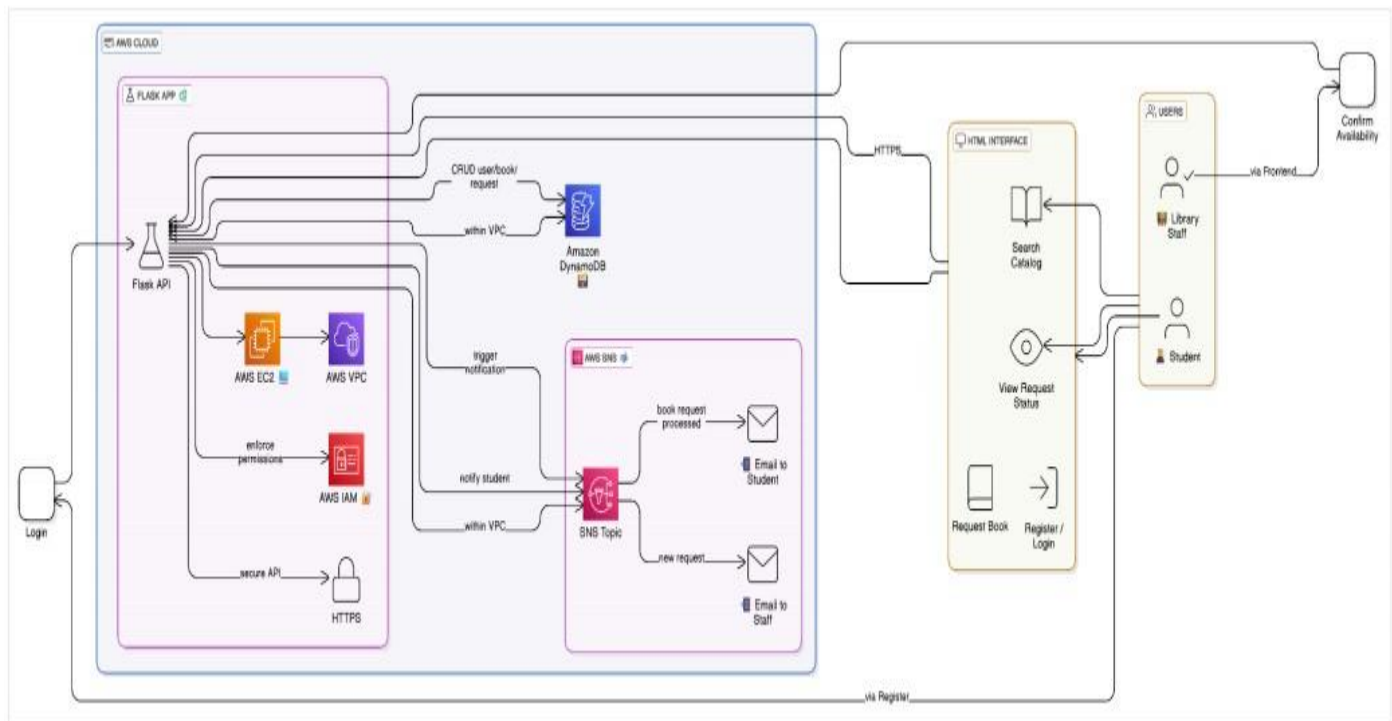 AWS CLOUD
FLASK APP
Flask API
CRUD user/book/
request
within VPC
Amazon
DynamoDB
AWS EC2
AWS VPC
enforce
permissions
AWS IAM
secure API
HTTPS
trigger
notification
notify student
within VPC
AWS SNS
SNS Topic
book request
processed
Email to
Student
new request
Email to
Staff
Login
via Register
HTTPS
HTML INTERFACE
Search
Catalog
View Request
Status
Request Book
Register /
Login
USERS
Library
Staff
Student
via Frontend
Confirm
Availability